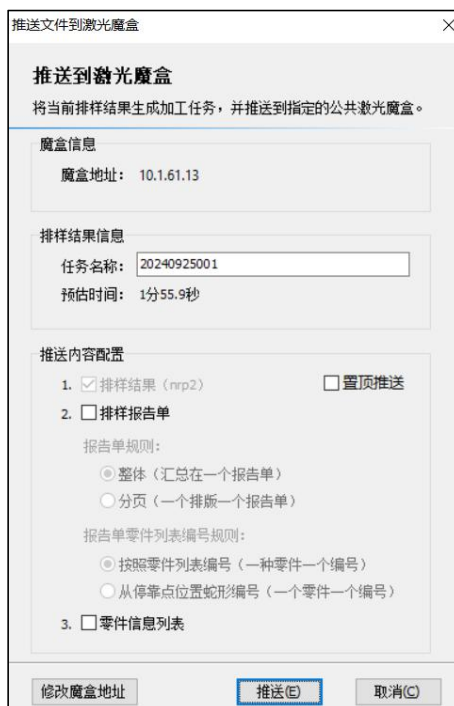 推送文件到激光魔盒
推送到激光魔盒
将当前排样结果生成加工任务，并推送到指定的公共激光魔盒。
魔盒信息
魔盒地址： 10.1.61.13
排样结果信息
任务名称： 20240925001
预估时间： 1分55.9秒
推送内容配置
1. 排样结果（nrp2） 置顶推送
2. 排样报告单
报告单规则：
整体（汇总在一个报告单）
分页（一个排版一个报告单）
报告单零件列表编号规则：
按照零件列表编号（一种零件一个编号）
从停靠点位置蛇形编号（一个零件一个编号）
3. 零件信息列表
修改魔盒地址 推送(E) 取消(C)